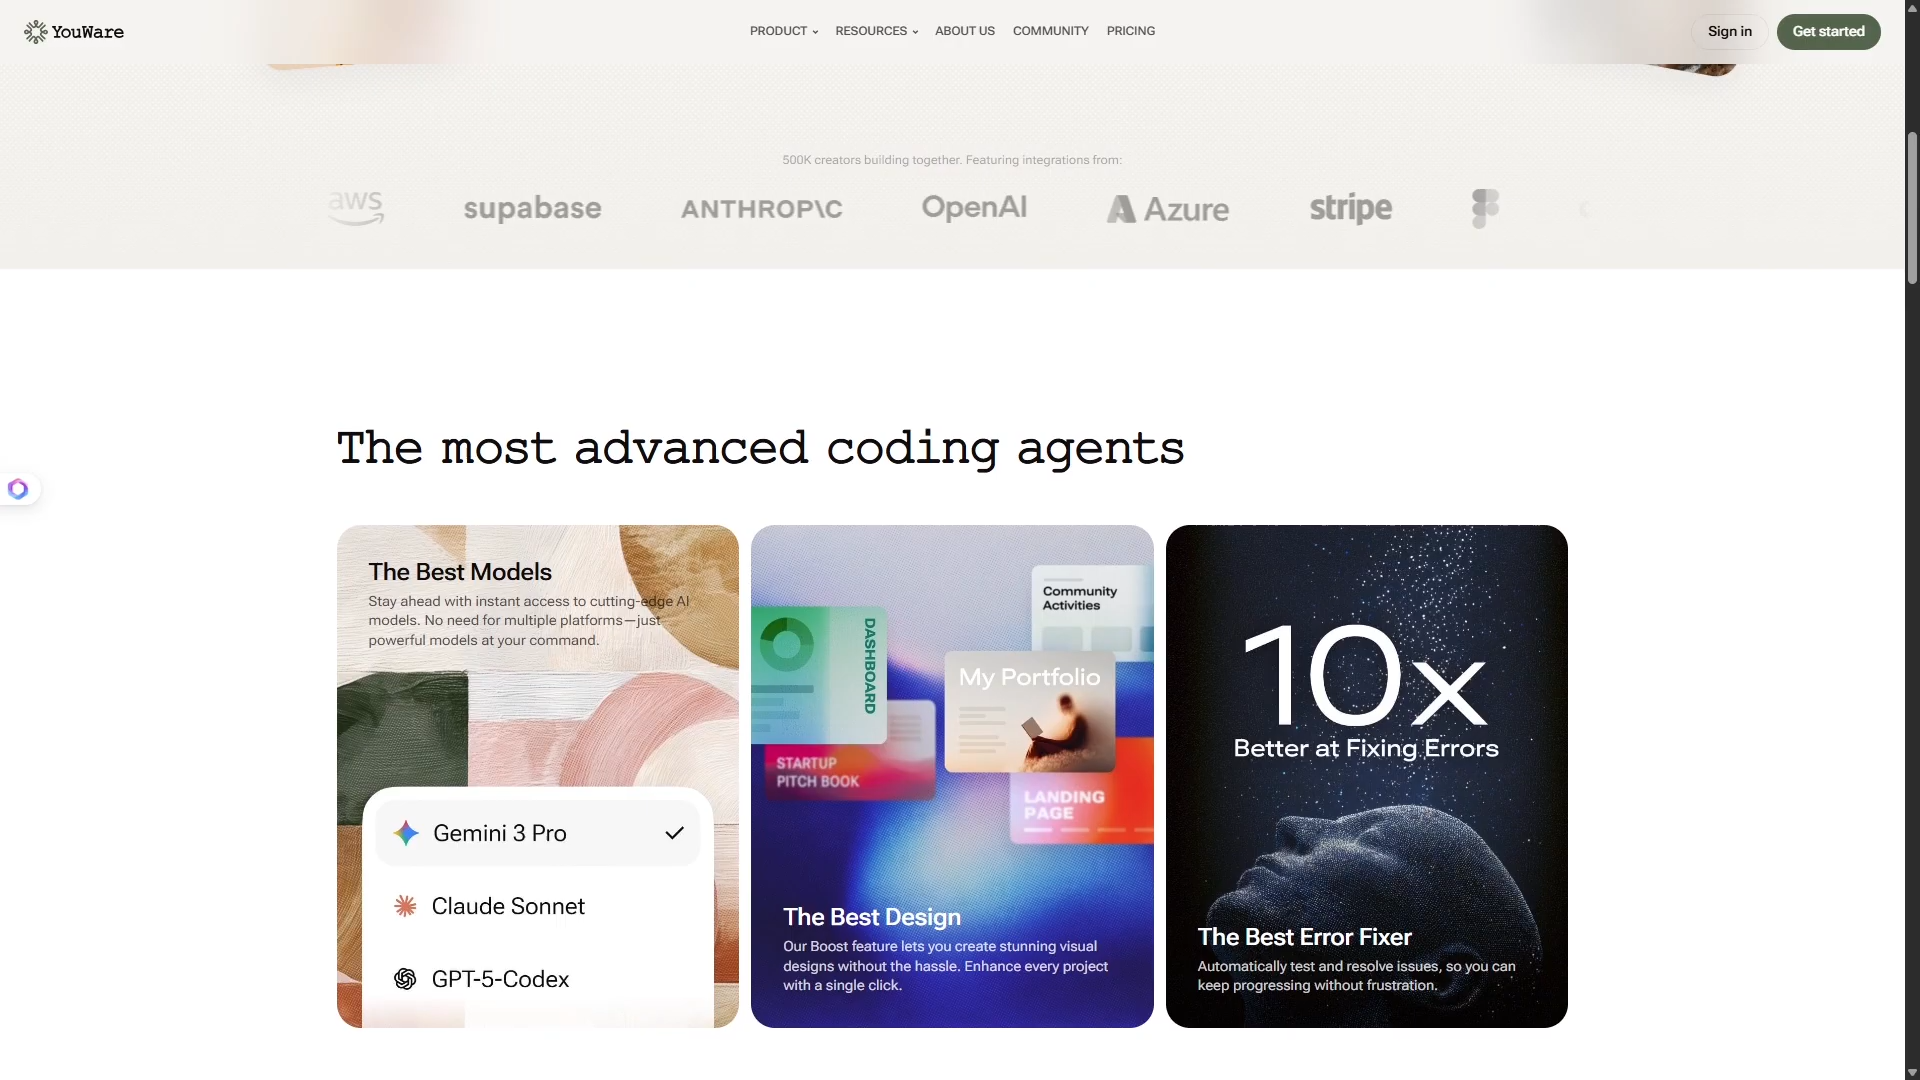 YouWare
PRODUCT
RESOURCES
ABOUT US
COMMUNITY
PRICING
Sign in
Get started
500K creators building together. Featuring integrations from:
aws
supabase
ANTHROP\C
OpenAI
Azure
stripe
The most advanced coding agents
The Best Models
Stay ahead with instant access to cutting-edge AI
models. No need for multiple platforms—just
powerful models at your command.
Gemini 3 Pro
Claude Sonnet
GPT-5-Codex
Community
Activities
DASHBOARD
My Portfolio
STARTUP
PITCH BOOK
LANDING
PAGE
The Best Design
Our Boost feature lets you create stunning visual
designs without the hassle. Enhance every project
with a single click.
10x
Better at Fixing Errors
The Best Error Fixer
Automatically test and resolve issues, so you can
keep progressing without frustration.